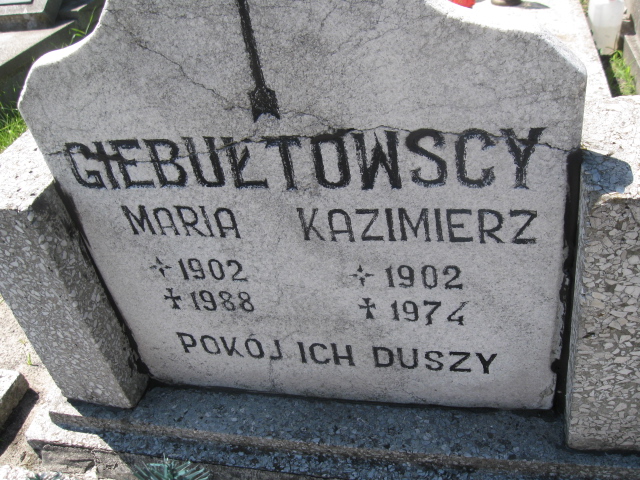 GIEBUŁTOWSCY
MARIA KAZIMIERZ
1902 1902
1988 1974
POKÓJ ICH DUSZY